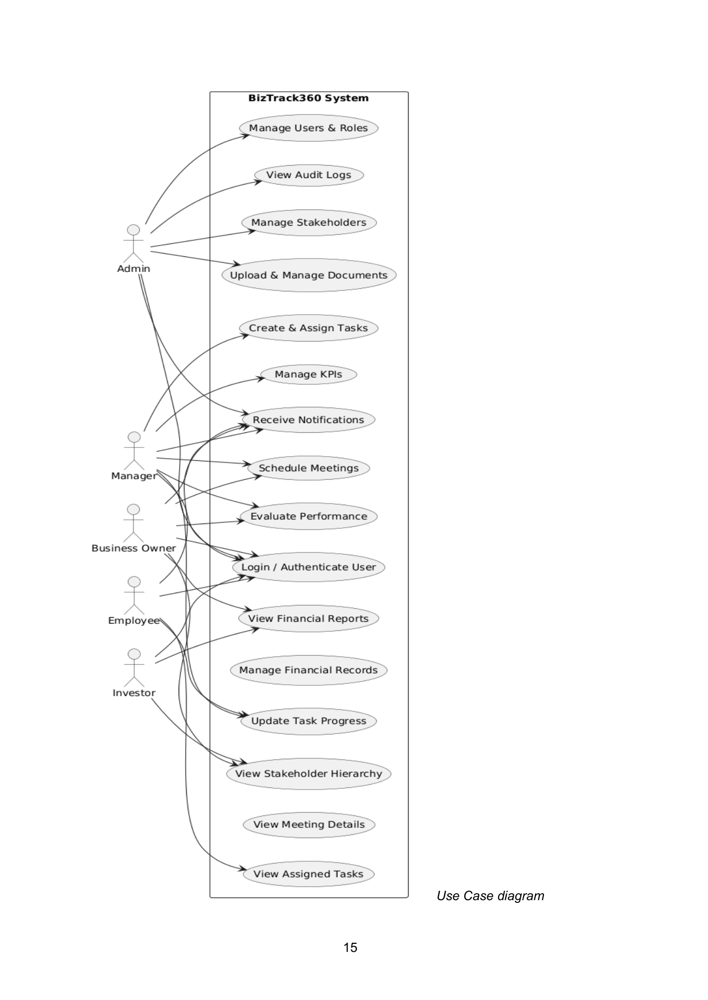 BizTrack360 System
Manage Users & Roles
View Audit Logs
Manage Stakeholders
Admin
Upload & Manage Documents
Create & Assign Tasks
Manage KPIs
Receive Notifications
Schedule Meetings
Manager
Evaluate Performance
Business Owner
Login / Authenticate User
View Financial Reports
Employee
Manage Financial Records
Investor
Update Task Progress
View Stakeholder Hierarchy
View Meeting Details
View Assigned Tasks
Use Case diagram
15